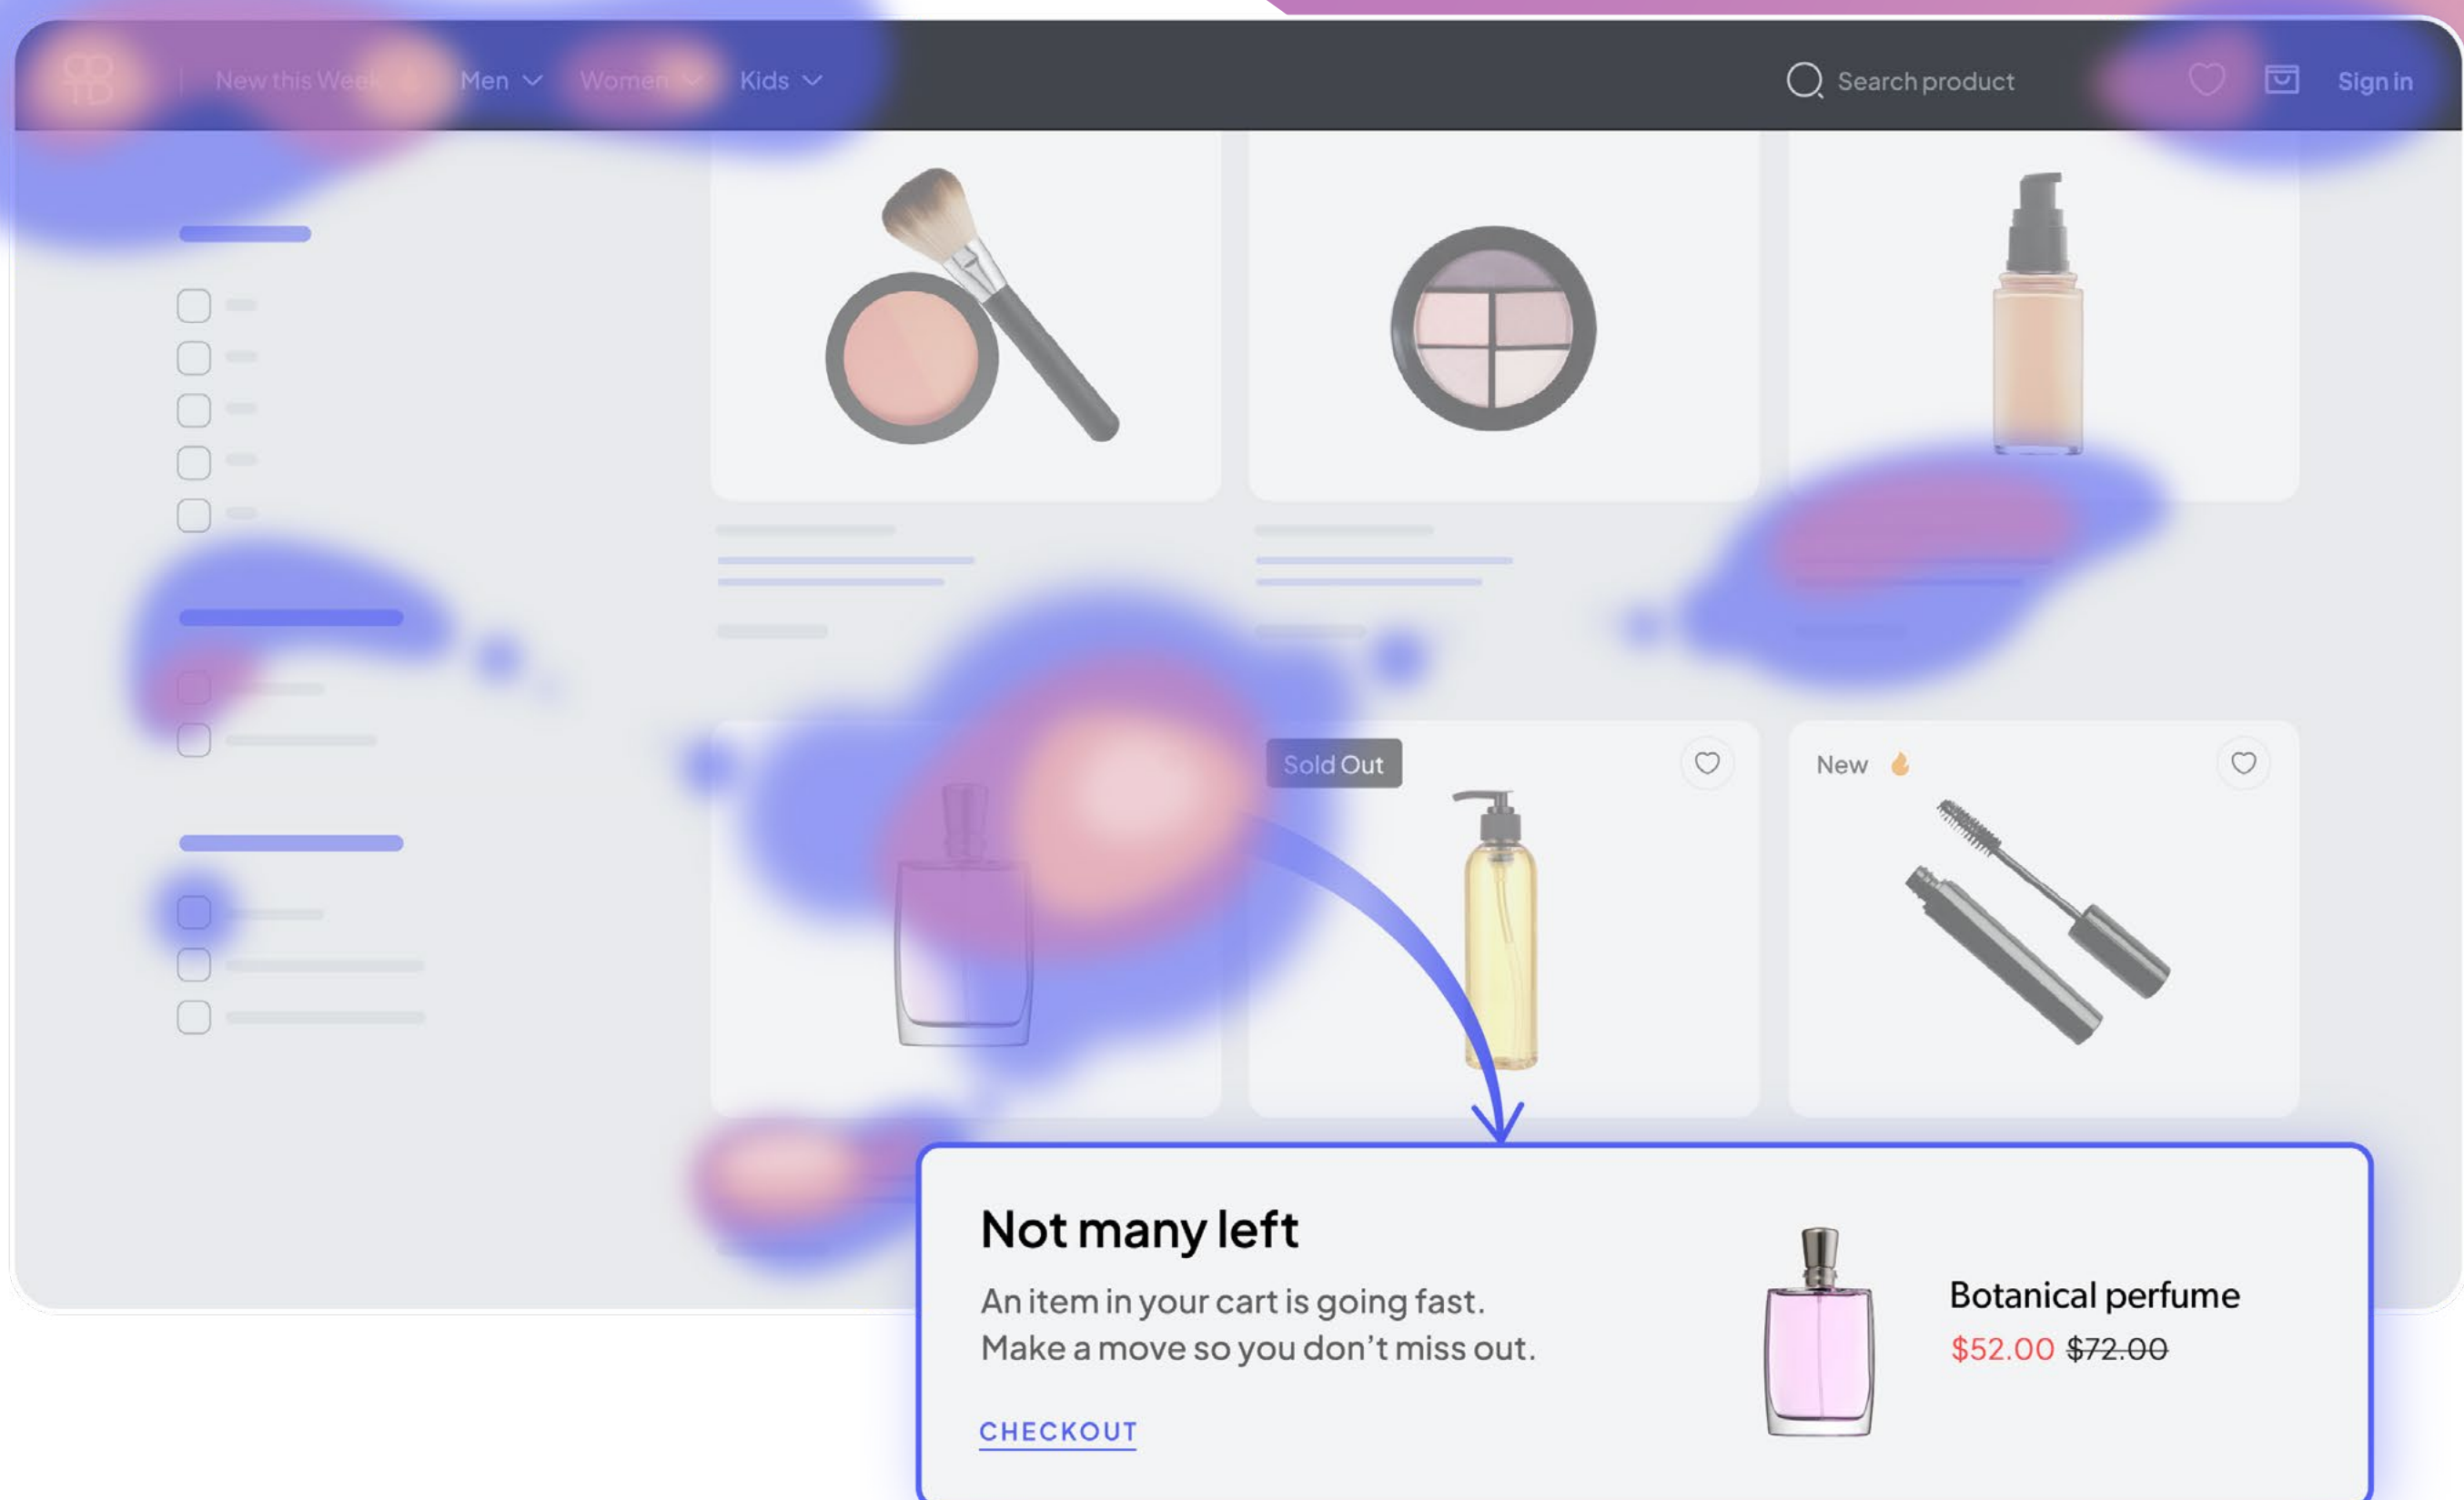 New this Week
Men
Women
Kids
Search product
Sign in
Sold Out
New
Not many left
An item in your cart is going fast.
Make a move so you don’t miss out.
CHECKOUT
Botanical perfume
$52.00 $72.00